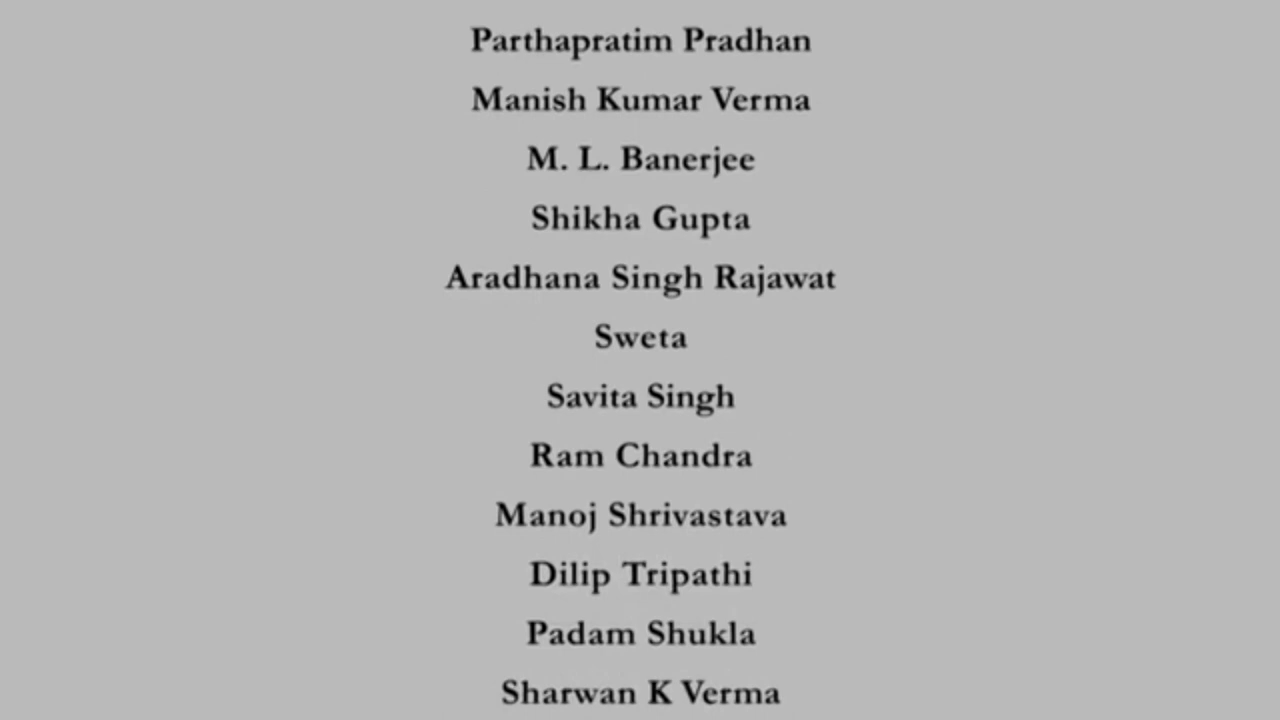 Parthapratim Pradhan
Manish Kumar Verma
M. L. Banerjee
Shikha Gupta
Aradhana Singh Rajawat
Sweta
Savita Singh
Ram Chandra
Manoj Shrivastava
Dilip Tripathi
Padam Shukla
Sharwan K Verma